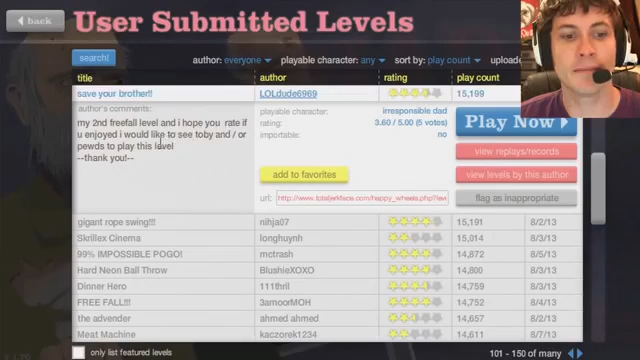 back
User Submitted Levels
search!
author: everyone
playable character: any
sort by: play count
title
author
rating
play count
save your brother!!
LOLdude6969
15,199
author's comments:
my 2nd freefall level and i hope you rate if
u enjoyed i would like to see toby and / or
pewds to play this level
--thank you!--
playable character:
irresponsible dad
rating:
3.60 / 5.00 (5 votes)
importable:
no
add to favorites
url:
Play Now
view replays/records
view levels by this author
flag as inappropriate
gigant rope swing!!! nihja07 15,191 8/2/13
Skrillex Cinema longhuynh 15,014 8/3/13
99% IMPOSSIBLE POGO! mctrash 14,872 8/5/13
Hard Neon Ball Throw BlushieXOXO 14,800 8/2/13
Dinner Hero 111thril 14,759 8/3/13
FREE FALL!!! 3amoorMOH 14,752 8/4/13
the advender ahmed ahmed 14,657 8/2/13
Meat Machine kaczorek1234 14,611 8/7/13
only list featured levels
101 - 150 of many